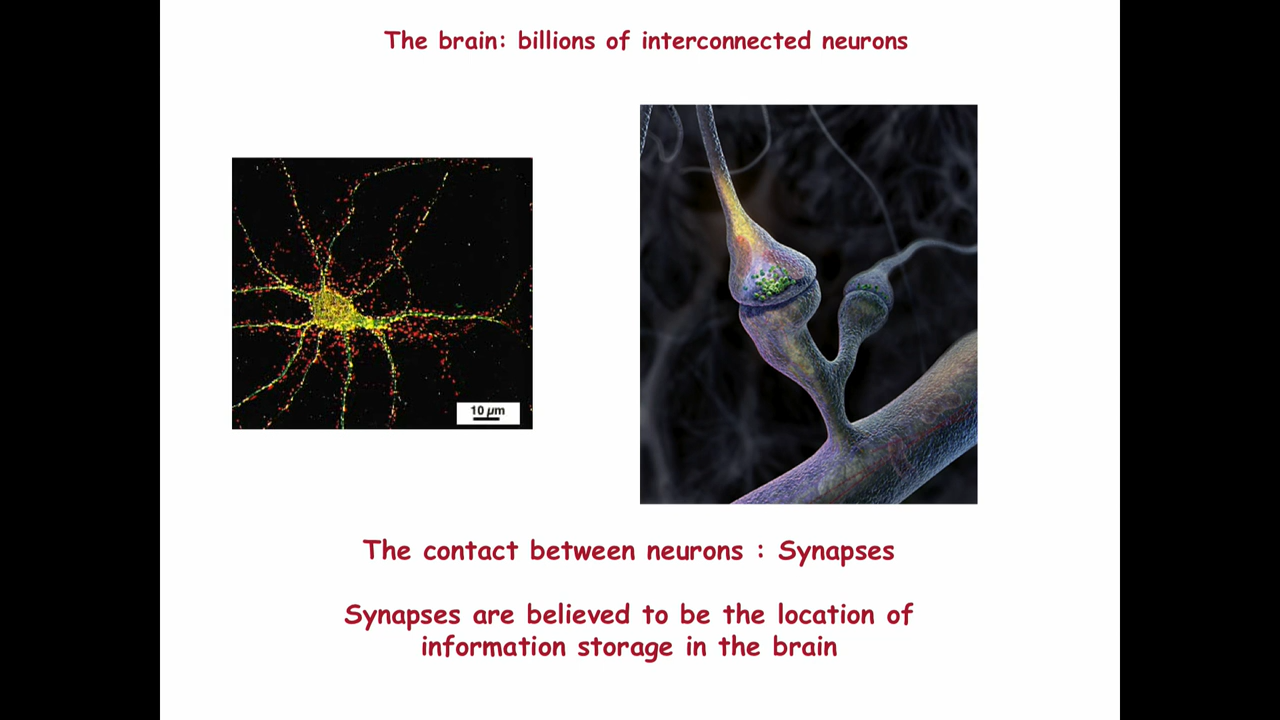 The brain: billions of interconnected neurons
10 µm
The contact between neurons : Synapses
Synapses are believed to be the location of
information storage in the brain